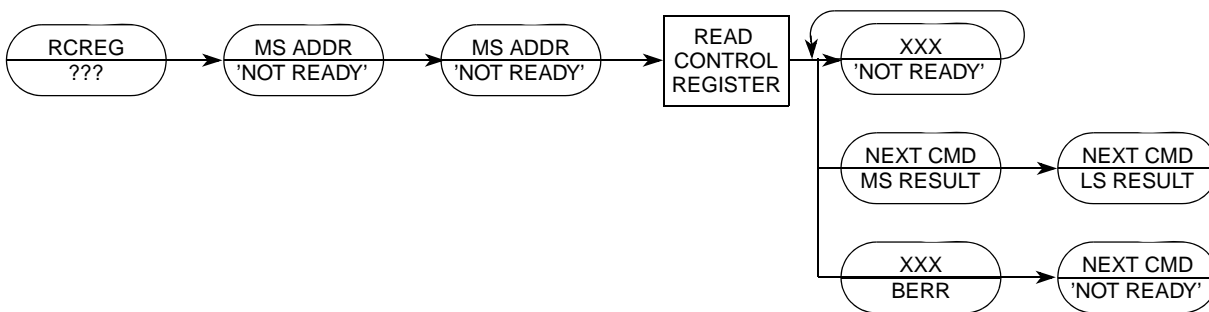 RCREG
???
MS ADDR
'NOT READY'
MS ADDR
'NOT READY'
READ
CONTROL
REGISTER
XXX
'NOT READY'
NEXT CMD
MS RESULT
NEXT CMD
LS RESULT
XXX
BERR
NEXT CMD
'NOT READY'